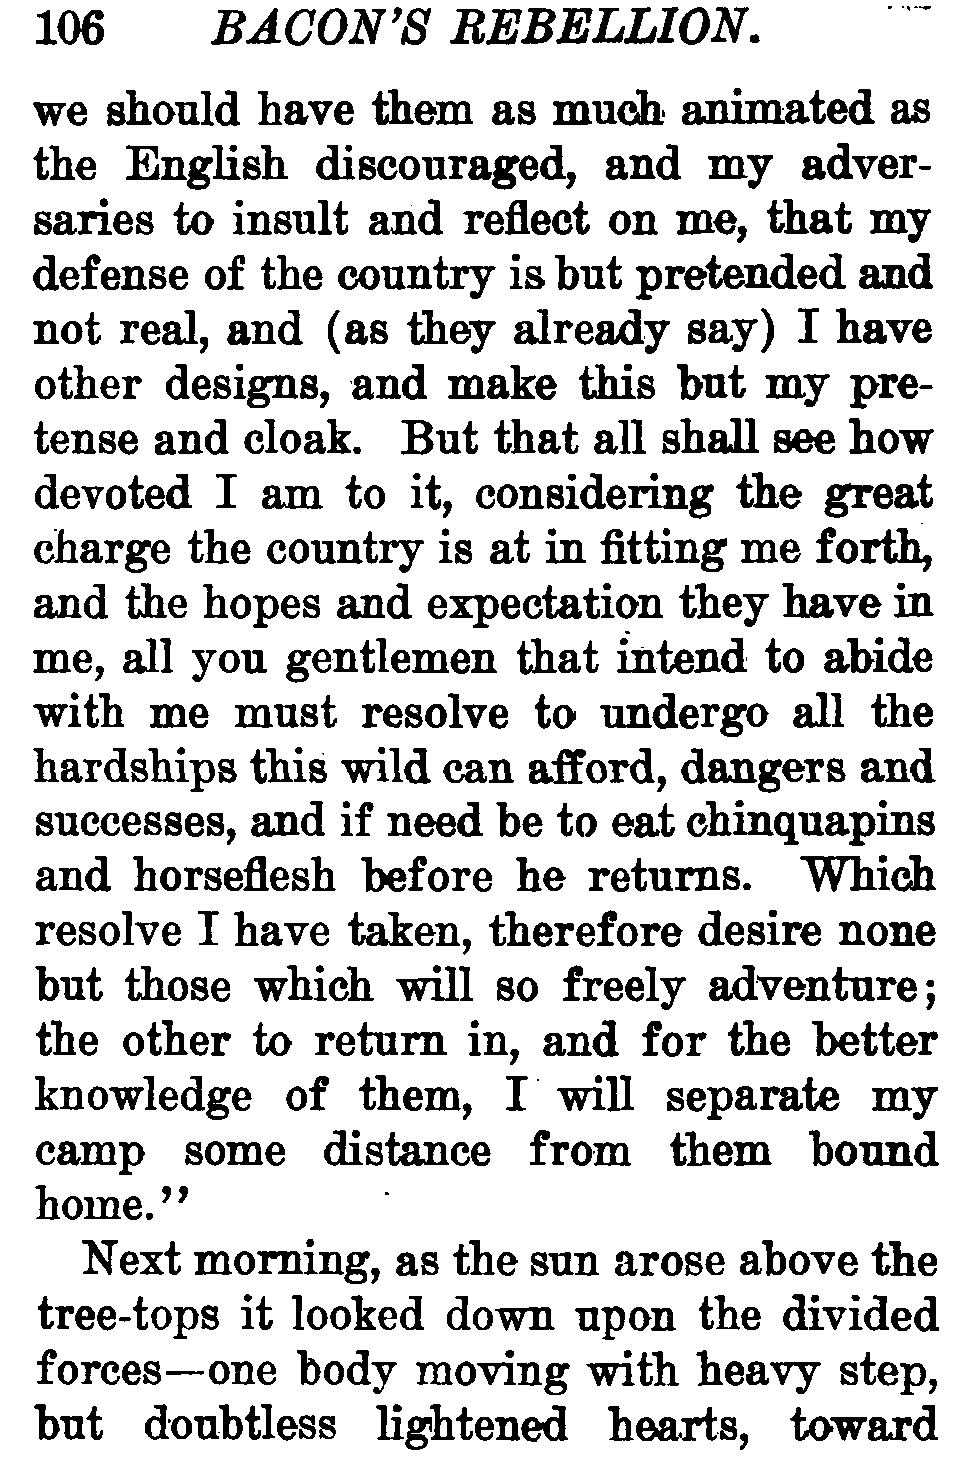 106 BACON'S REBELLION.
we should have them as much animated as
the English discouraged, and my adver-
saries to insult and reflect on me, that my
defense of the country is but pretended and
not real, and (as they already say) I have
other designs, and make this but my pre-
tense and cloak. But that all shall see how
devoted I am to it, considering the great
charge the country is at in fitting me forth,
and the hopes and expectation they have in
me, all you gentlemen that intend to abide
with me must resolve to undergo all the
hardships this wild can afford, dangers and
successes, and if need be to eat chinquapins
and horseflesh before he returns. Which
resolve I have taken, therefore desire none
but those which will so freely adventure;
the other to return in, and for the better
knowledge of them, I will separate my
camp some distance from them bound
home."
Next morning, as the sun arose above the
tree-tops it looked down upon the divided
forces—one body moving with heavy step,
but doubtless lightened hearts, toward